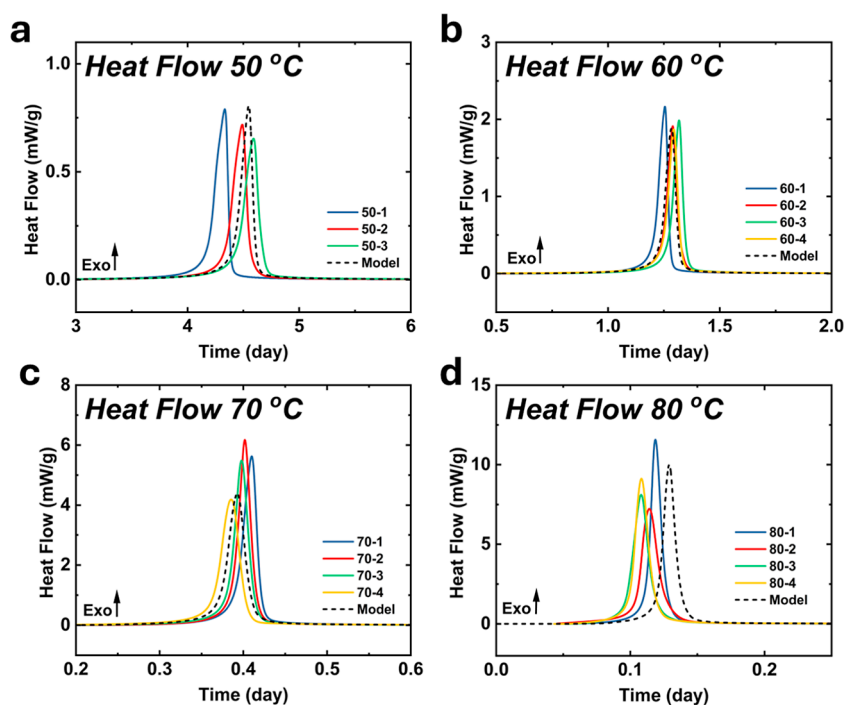 a
Heat Flow 50 °C
Heat Flow (mW/g)
1.0
0.5
0.0
Exo
50-1
50-2
50-3
Model
3 4 5 6
Time (day)
b
Heat Flow 60 °C
Heat Flow (mW/g)
3
2
1
0
Exo
60-1
60-2
60-3
60-4
Model
0.5 1.0 1.5 2.0
Time (day)
c
Heat Flow 70 °C
Heat Flow (mW/g)
8
6
4
2
0
Exo
70-1
70-2
70-3
70-4
Model
0.2 0.3 0.4 0.5 0.6
Time (day)
d
Heat Flow 80 °C
Heat Flow (mW/g)
15
10
5
0
Exo
80-1
80-2
80-3
80-4
Model
0.0 0.1 0.2
Time (day)